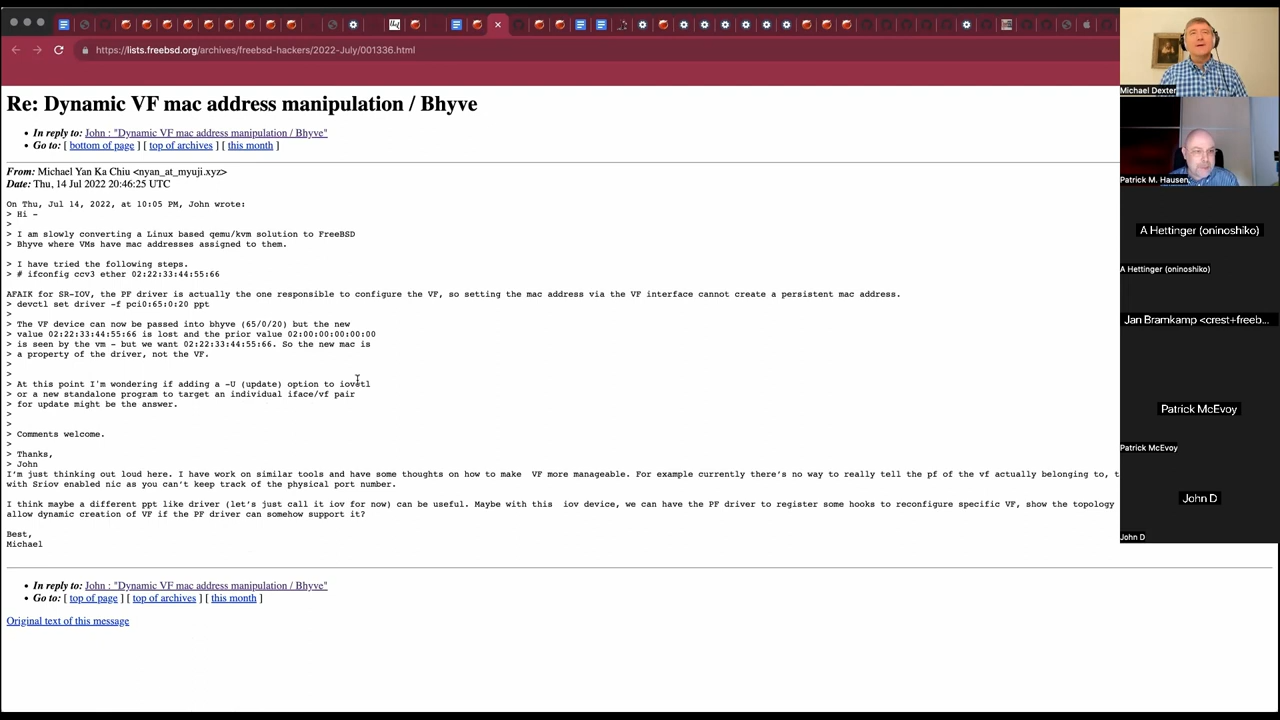 https://lists.freebsd.org/archives/freebsd-hackers/2022-July/001336.html
Re: Dynamic VF mac address manipulation / Bhyve
• In reply to: John : "Dynamic VF mac address manipulation / Bhyve"
• Go to: [ bottom of page ] [ top of archives ] [ this month ]
From: Michael Yan Ka Chiu <nyan_at_myuji.xyz>
Date: Thu, 14 Jul 2022 20:46:25 UTC
On Thu, Jul 14, 2022, at 10:05 PM, John wrote:
> Hi -
>
> I am slowly converting a Linux based qemu/kvm solution to FreeBSD
> Bhyve where VMs have mac addresses assigned to them.
> I have tried the following steps.
> # ifconfig ccv3 ether 02:22:33:44:55:66
AFAIK for SR-IOV, the PF driver is actually the one responsible to configure the VF, so setting the mac address via the VF interface cannot create a persistent mac address.
> devctl set driver -f pci0:65:0:20 ppt
>
> The VF device can now be passed into bhyve (65/0/20) but the new
> value 02:22:33:44:55:66 is lost and the prior value 02:00:00:00:00:00
> is seen by the vm - but we want 02:22:33:44:55:66. So the new mac is
> a property of the driver, not the VF.
>
>
> At this point I'm wondering if adding a -U (update) option to iovctl
> or a new standalone program to target an individual iface/vf pair
> for update might be the answer.
>
>
> Comments welcome.
>
> Thanks,
> John
I'm just thinking out loud here. I have work on similar tools and have some thoughts on how to make VF more manageable. For example currently there's no way to really tell the pf of the vf actually belonging to, t
with Sriov enabled nic as you can't keep track of the physical port number.
I think maybe a different ppt like driver (let's just call it iov for now) can be useful. Maybe with this iov device, we can have the PF driver to register some hooks to reconfigure specific VF, show the topology
allow dynamic creation of VF if the PF driver can somehow support it?
Best,
Michael
• In reply to: John : "Dynamic VF mac address manipulation / Bhyve"
• Go to: [ top of page ] [ top of archives ] [ this month ]
Original text of this message
Michael Dexter
Patrick M. Hausen
A Hettinger (oninoshiko)
A Hettinger (oninoshiko)
Jan Bramkamp <crest+freeb...
Patrick McEvoy
Patrick McEvoy
John D
John D